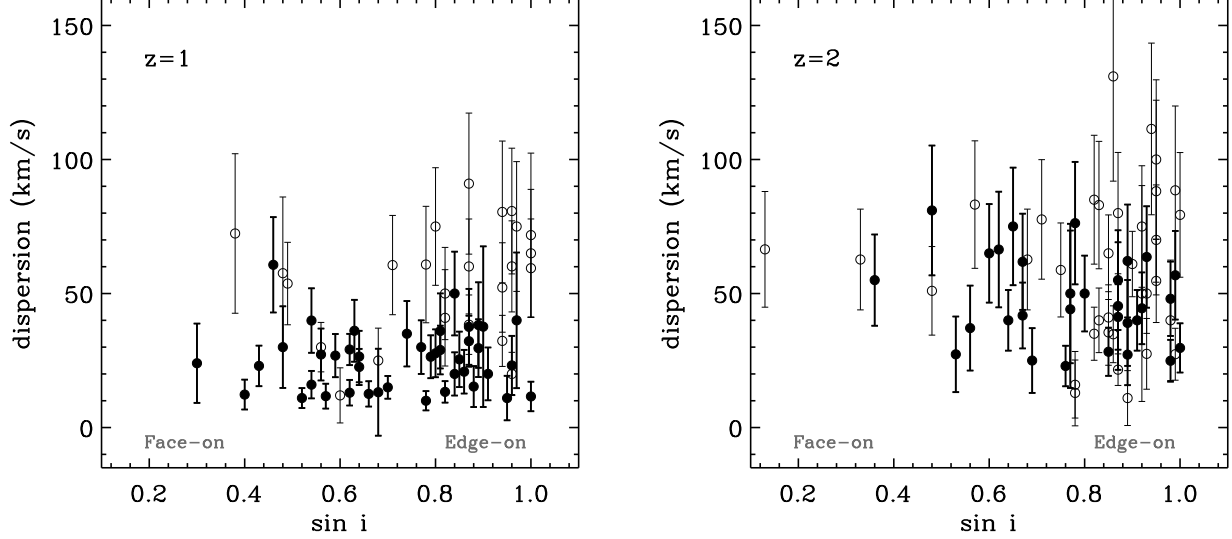 150
z=1
100
50
0
dispersion (km/s)
Face-on
Edge-on
0.2 0.4 0.6 0.8 1.0
sin i
150
z=2
100
50
0
dispersion (km/s)
Face-on
Edge-on
0.2 0.4 0.6 0.8 1.0
sin i